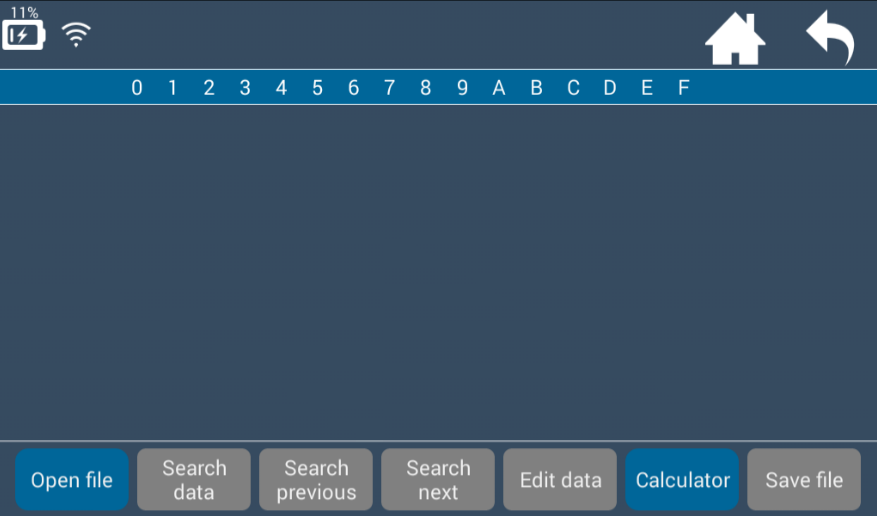 11%
0 1 2 3 4 5 6 7 8 9 A B C D E F
Open file
Search
data
Search
previous
Search
next
Edit data
Calculator
Save file